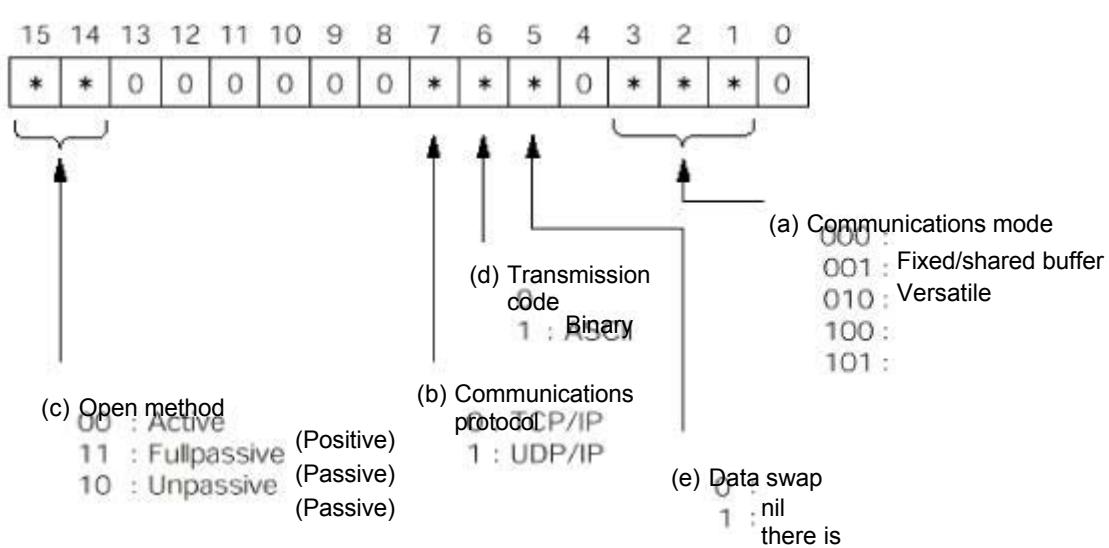 15 14 13 12 11 10 9 8 7 6 5 4 3 2 1 0
* * 0 0 0 0 0 0 * * * 0 * * * 0
(a) Communications mode
000 :
001 : Fixed/shared buffer
010 : Versatile
100 :
101 :
(d) Transmission
code
0
Binary
1 : ASCII
(b) Communications
protocol
0 : TCP/IP
1 : UDP/IP
(c) Open method
00 : Active (Positive)
11 : Fullpassive (Passive)
10 : Unpassive (Passive)
(e) Data swap
0 : nil
1 : there is